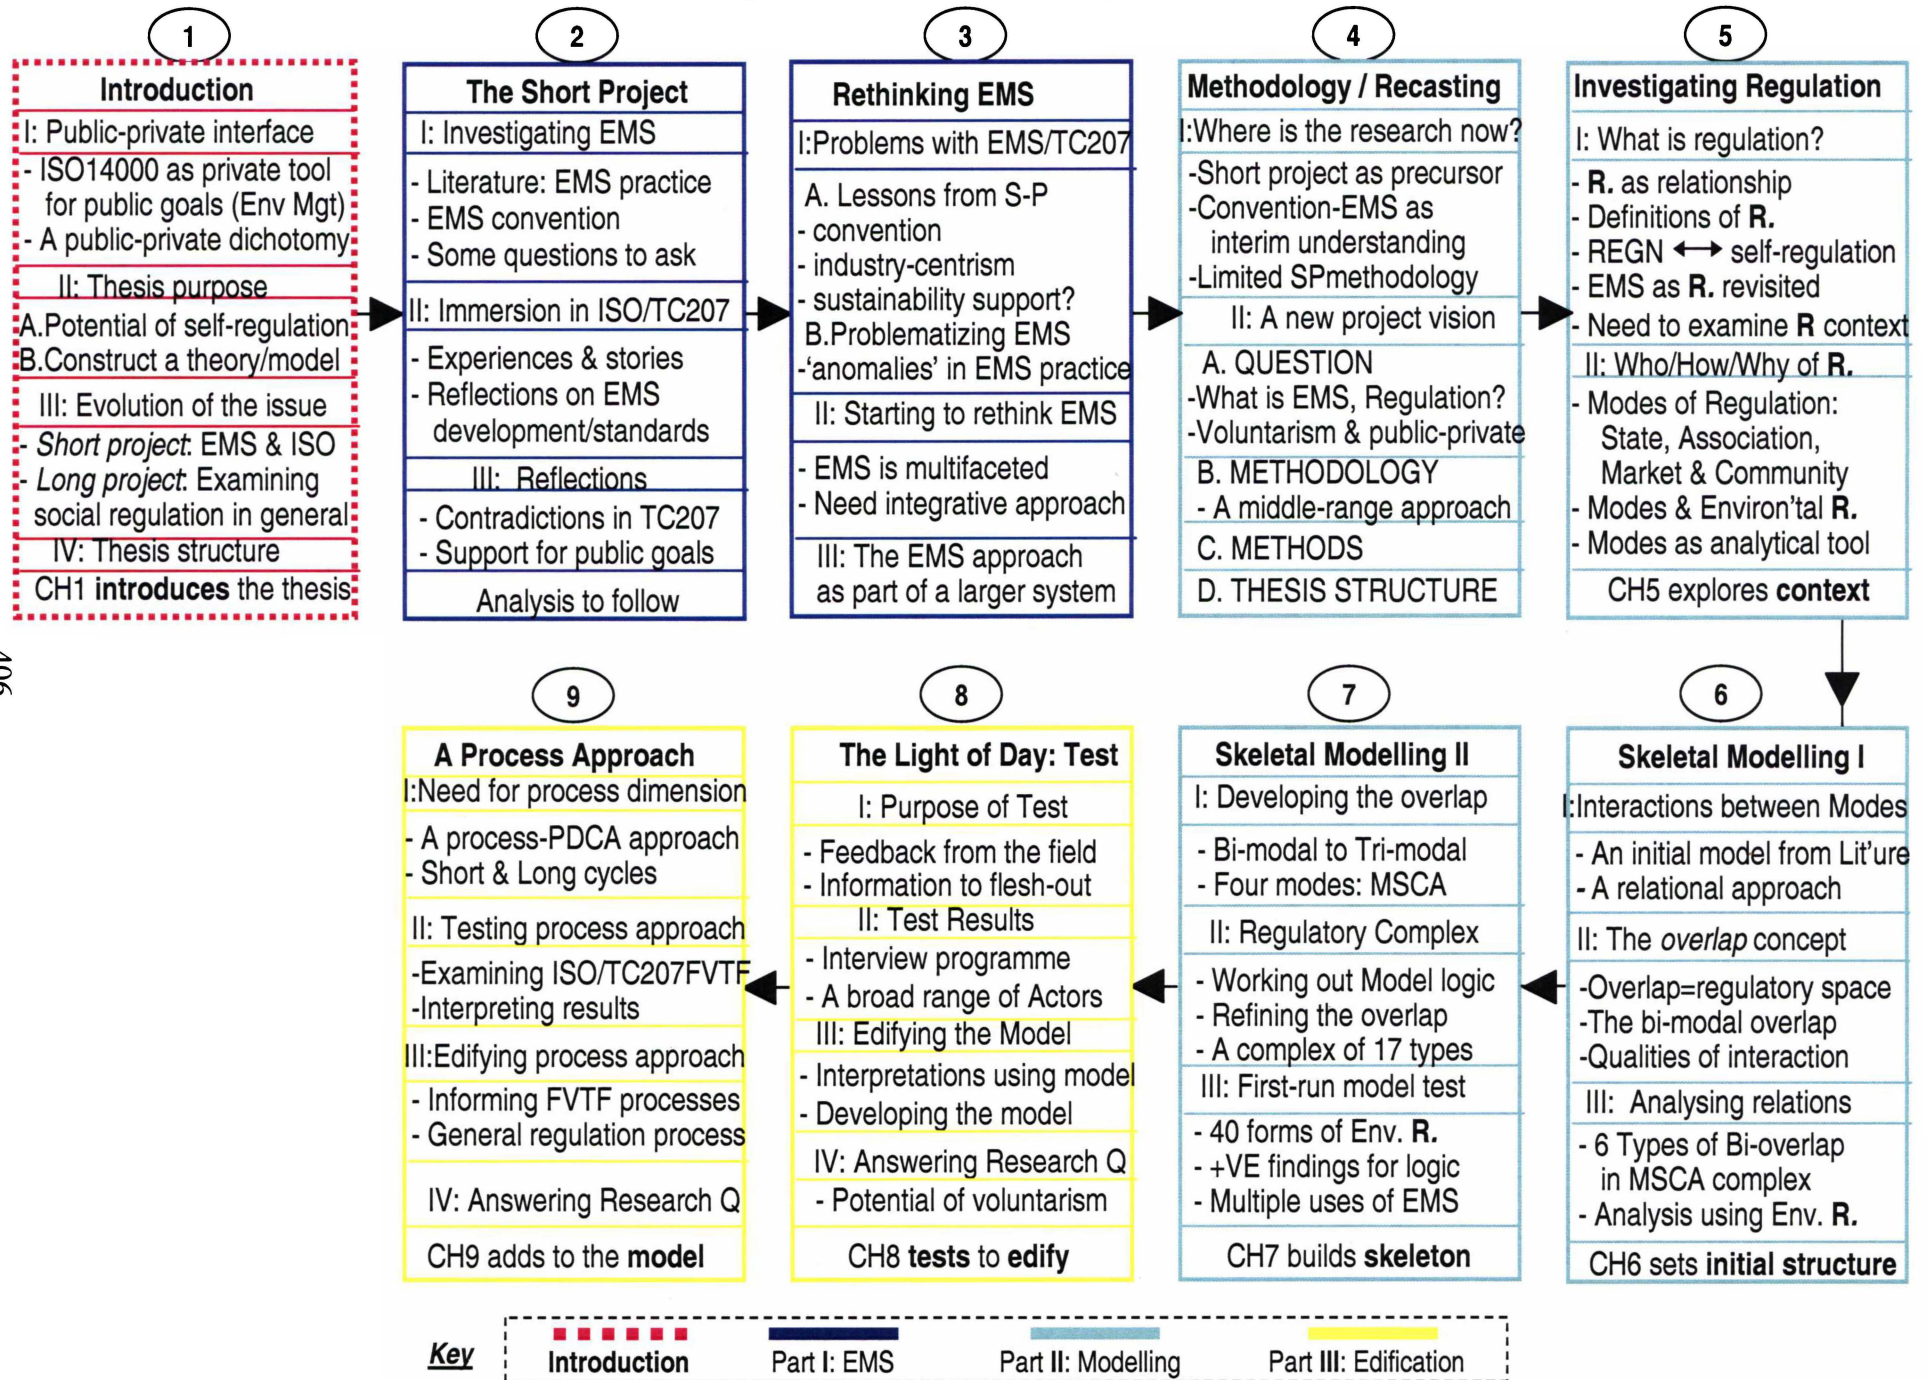 1
Introduction
I: Public-private interface
- ISO14000 as private tool
for public goals (Env Mgt)
- A public-private dichotomy
II: Thesis purpose
A.Potential of self-regulation
B.Construct a theory/model
III: Evolution of the issue
- Short project: EMS & ISO
- Long project: Examining
social regulation in general
IV: Thesis structure
CH1 introduces the thesis
2
The Short Project
I: Investigating EMS
- Literature: EMS practice
- EMS convention
- Some questions to ask
II: Immersion in ISO/TC207
- Experiences & stories
- Reflections on EMS
development/standards
III: Reflections
- Contradictions in TC207
- Support for public goals
Analysis to follow
3
Rethinking EMS
I:Problems with EMS/TC207
A. Lessons from S-P
- convention
- industry-centrism
- sustainability support?
B.Problematizing EMS
-‘anomalies’ in EMS practice
II: Starting to rethink EMS
- EMS is multifaceted
- Need integrative approach
III: The EMS approach
as part of a larger system
4
Methodology / Recasting
I:Where is the research now?
-Short project as precursor
-Convention-EMS as
interim understanding
-Limited SPmethodology
II: A new project vision
A. QUESTION
-What is EMS, Regulation?
-Voluntarism & public-private
B. METHODOLOGY
- A middle-range approach
C. METHODS
D. THESIS STRUCTURE
5
Investigating Regulation
I: What is regulation?
- R. as relationship
- Definitions of R.
- REGN ↔ self-regulation
- EMS as R. revisited
- Need to examine R context
II: Who/How/Why of R.
- Modes of Regulation:
State, Association,
Market & Community
- Modes & Environ'tal R.
- Modes as analytical tool
CH5 explores context
406
9
A Process Approach
I:Need for process dimension
- A process-PDCA approach
- Short & Long cycles
II: Testing process approach
-Examining ISO/TC207FVTF
-Interpreting results
III:Edifying process approach
- Informing FVTF processes
- General regulation process
IV: Answering Research Q
CH9 adds to the model
8
The Light of Day: Test
I: Purpose of Test
- Feedback from the field
- Information to flesh-out
II: Test Results
- Interview programme
- A broad range of Actors
III: Edifying the Model
- Interpretations using model
- Developing the model
IV: Answering Research Q
- Potential of voluntarism
CH8 tests to edify
7
Skeletal Modelling II
I: Developing the overlap
- Bi-modal to Tri-modal
- Four modes: MSCA
II: Regulatory Complex
- Working out Model logic
- Refining the overlap
- A complex of 17 types
III: First-run model test
- 40 forms of Env. R.
- +VE findings for logic
- Multiple uses of EMS
CH7 builds skeleton
6
Skeletal Modelling I
I:Interactions between Modes
- An initial model from Lit'ure
- A relational approach
II: The overlap concept
-Overlap=regulatory space
-The bi-modal overlap
-Qualities of interaction
III: Analysing relations
- 6 Types of Bi-overlap
in MSCA complex
- Analysis using Env. R.
CH6 sets initial structure
Key
Introduction
Part I: EMS
Part II: Modelling
Part III: Edification